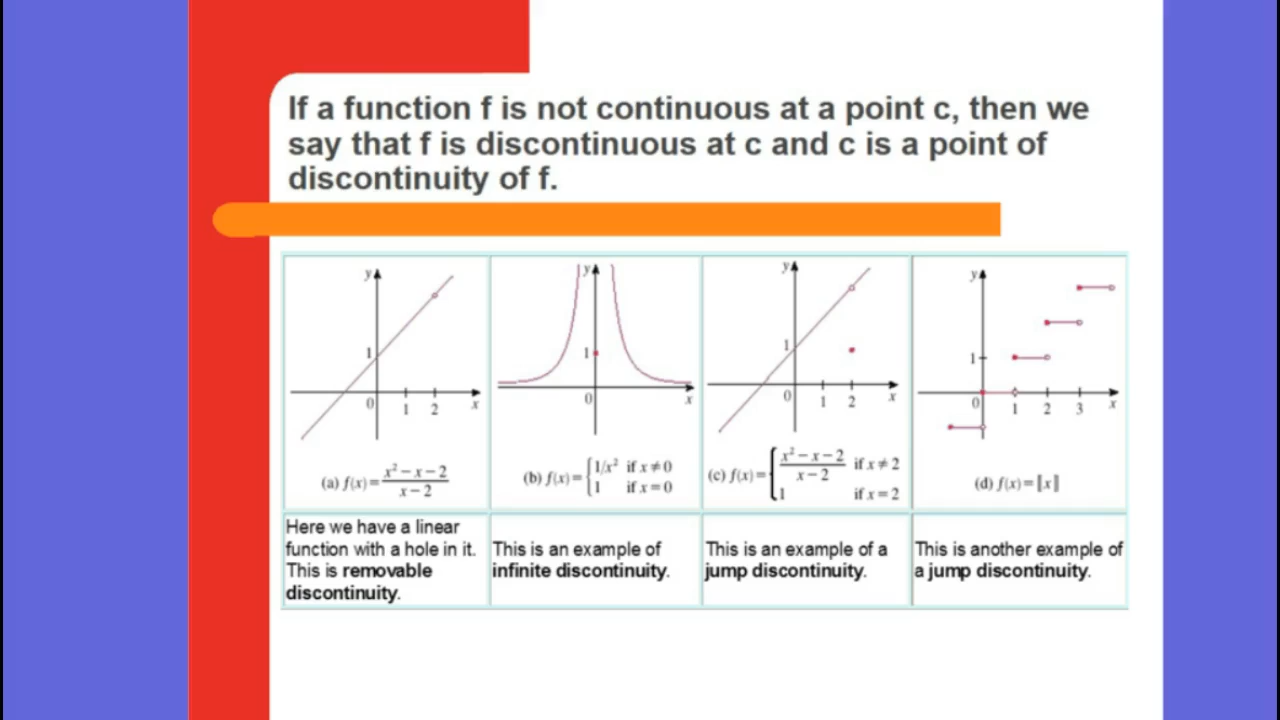 If a function f is not continuous at a point c, then we
say that f is discontinuous at c and c is a point of
discontinuity of f.
y
1
0
1
2
x
(a) f(x)= x²−x−2 / x−2
y
1
0
x
(b) f(x)= { 1/x² if x≠0
1 if x=0
y
1
0
1
2
x
(c) f(x)= { x²−x−2 / x−2 if x≠2
1 if x=2
y
1
0
1
2
3
x
(d) f(x)=[[x]]
Here we have a linear
function with a hole in it.
This is removable
discontinuity.
This is an example of
infinite discontinuity.
This is an example of a
jump discontinuity.
This is another example of
a jump discontinuity.